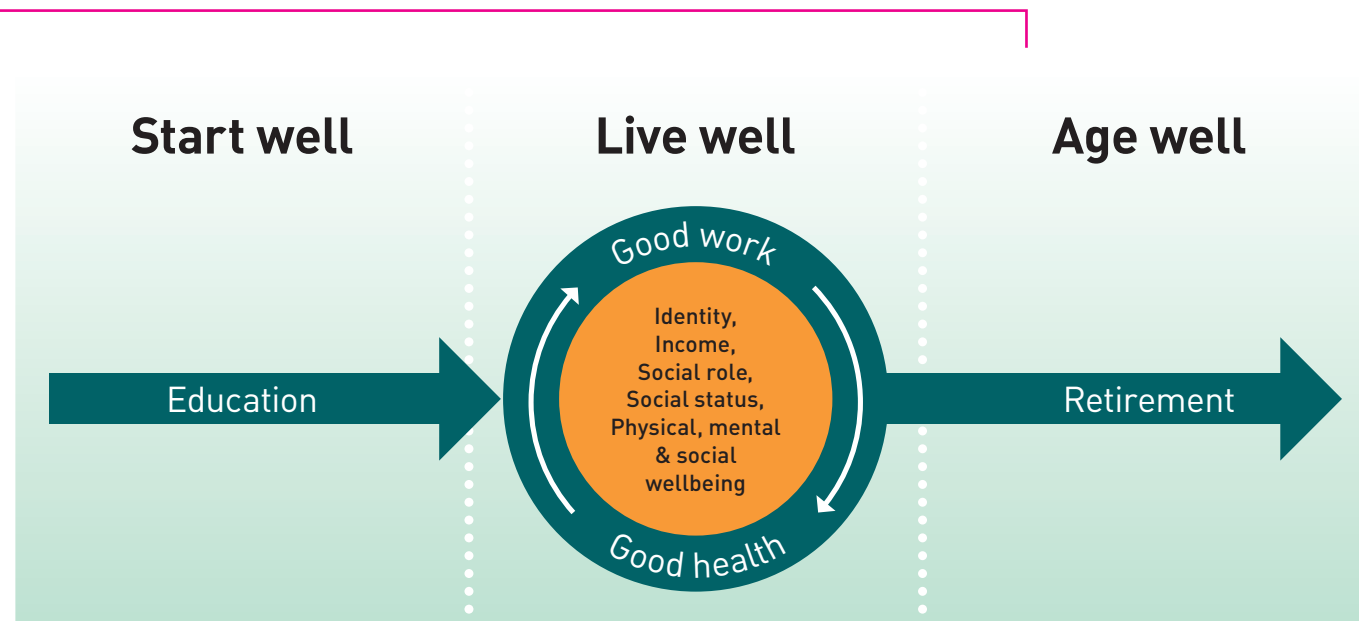 Start well
Live well
Age well
Good work
Identity,
Income,
Social role,
Social status,
Physical, mental
& social
wellbeing
Good health
Education
Retirement